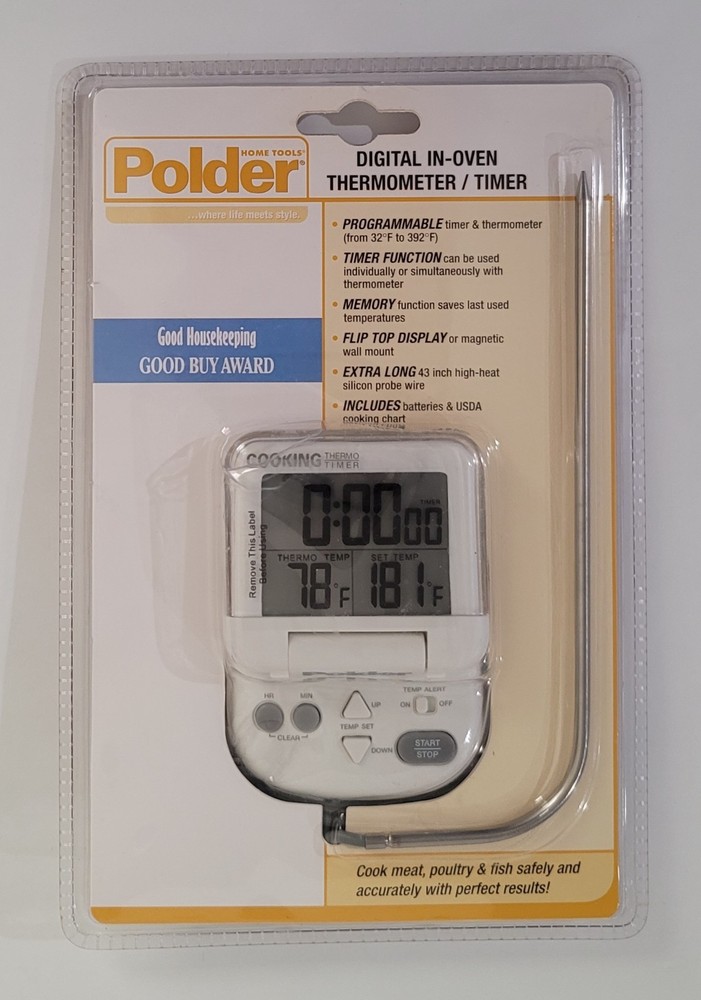 HOME TOOLS®
Polder®
...where life meets style.
DIGITAL IN-OVEN
THERMOMETER / TIMER
• PROGRAMMABLE timer & thermometer
(from 32°F to 392°F)
• TIMER FUNCTION can be used
individually or simultaneously with
thermometer
• MEMORY function saves last used
temperatures
• FLIP TOP DISPLAY or magnetic
wall mount
• EXTRA LONG 43 inch high-heat
silicon probe wire
• INCLUDES batteries & USDA
cooking chart
Good Housekeeping
GOOD BUY AWARD
COOKING THERMO
TIMER
Remove This Label
Before Using
TIMER
0:00 00
THERMO TEMP
SET TEMP
78°F
181°F
HR
MIN
CLEAR
UP
TEMP SET
DOWN
TEMP ALERT
ON
OFF
START
STOP
Cook meat, poultry & fish safely and
accurately with perfect results!